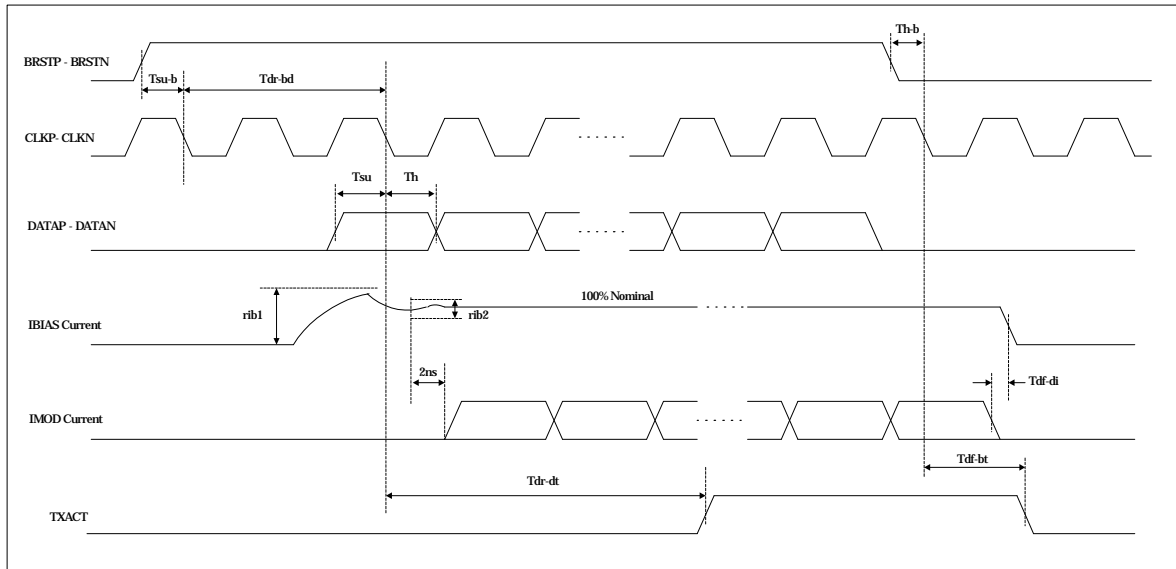 Th-b
BRSTP - BRSTN
Tsu-b
Tdr-bd
CLKP- CLKN
Tsu
Th
DATAP - DATAN
100% Nominal
rib1
rib2
IBIAS Current
2ns
Tdf-di
IMOD Current
Tdf-bt
Tdr-dt
TXACT